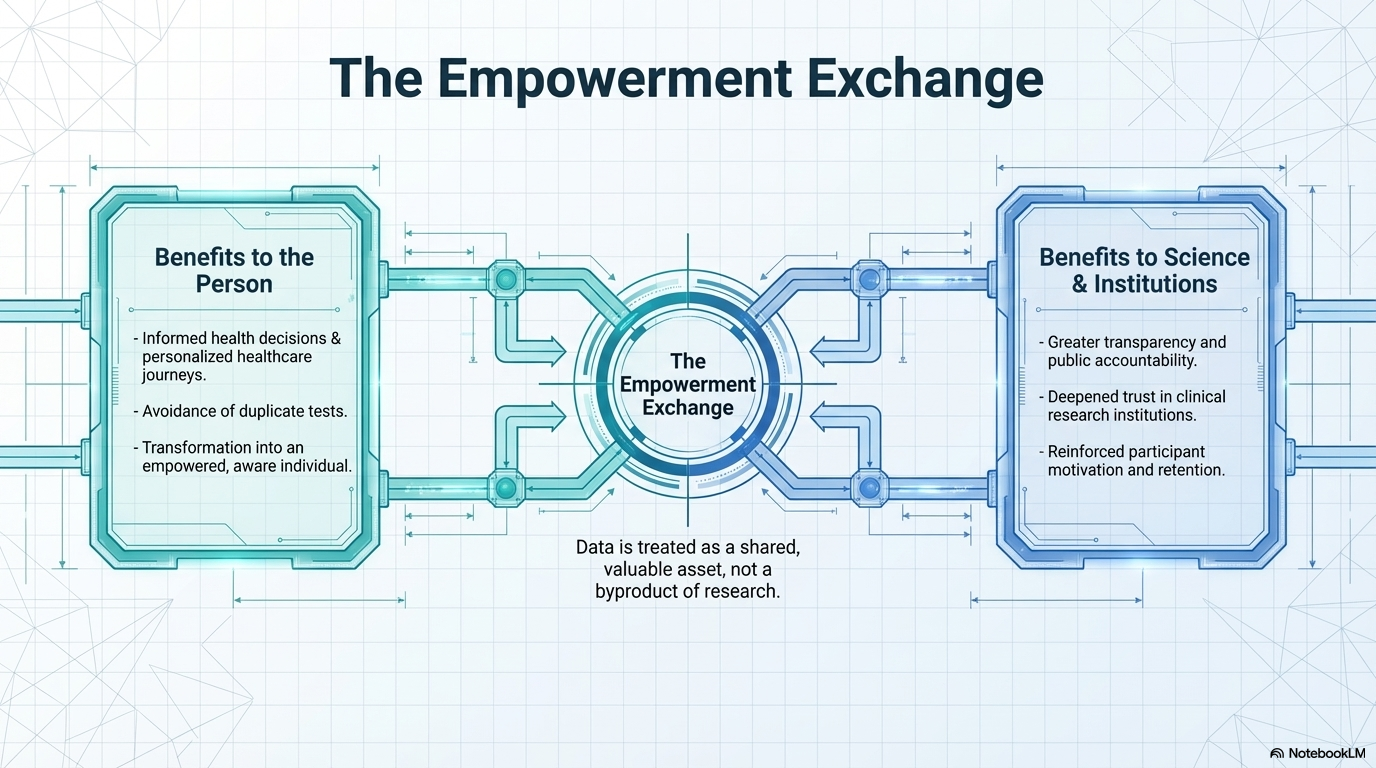 The Empowerment Exchange
Benefits to the
Person
- Informed health decisions &
personalized healthcare
journeys.
- Avoidance of duplicate tests.
- Transformation into an
empowered, aware individual.
The
Empowerment
Exchange
Data is treated as a shared,
valuable asset, not a
byproduct of research.
Benefits to Science
& Institutions
- Greater transparency and
public accountability.
- Deepened trust in clinical
research institutions.
- Reinforced participant
motivation and retention.
NotebookLM